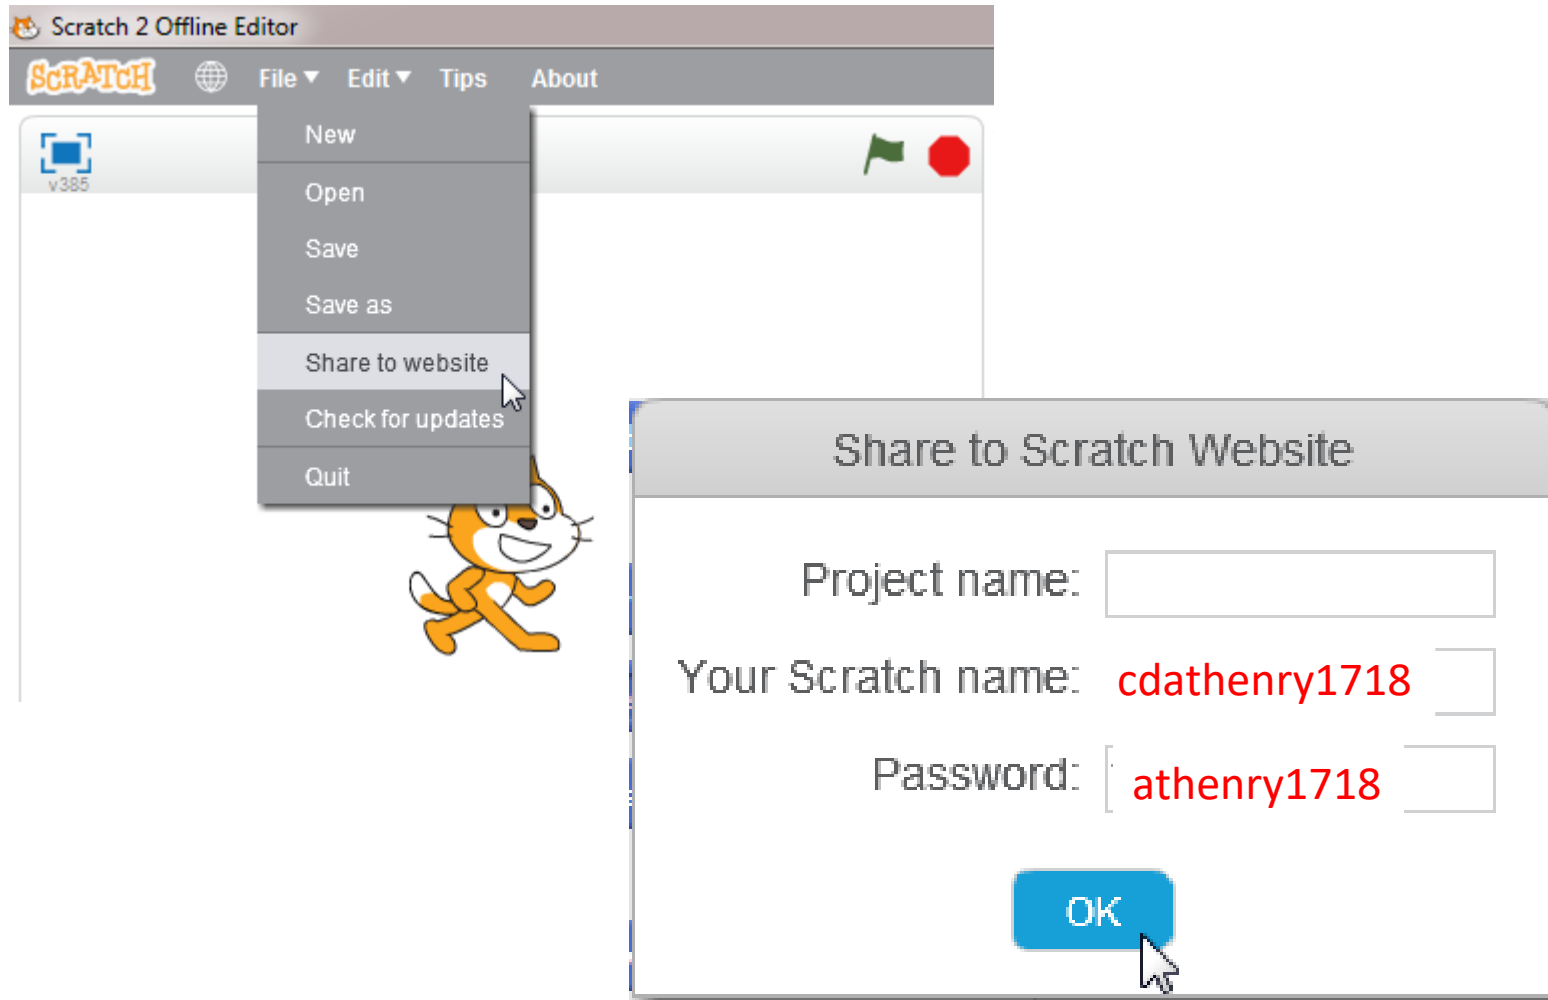 Scratch 2 Offline Editor
SCRATCH File Edit Tips About
v385
New
Open
Save
Save as
Share to website
Check for updates
Quit
Share to Scratch Website
Project name:
Your Scratch name: cdathenry1718
Password: athenry1718
OK